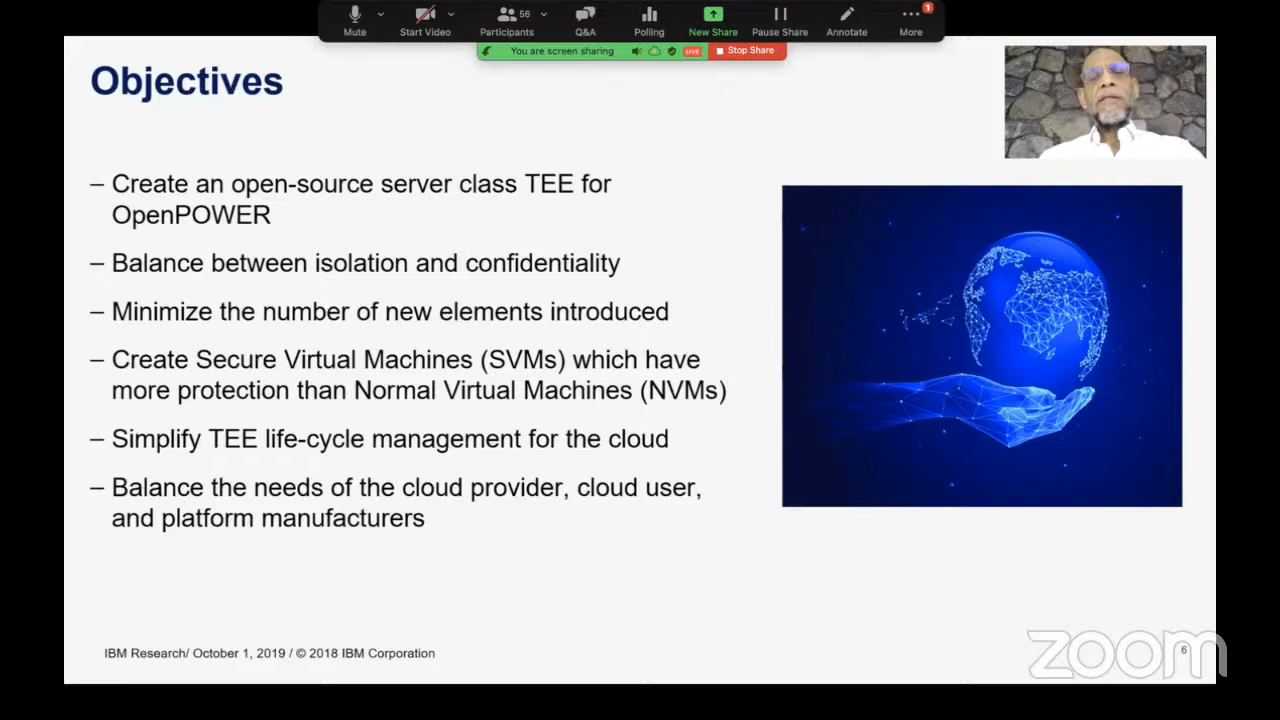 Mute
Start Video
56
Participants
Q&A
Polling
New Share
Pause Share
Annotate
1
More
You are screen sharing
LIVE
Stop Share
Objectives
– Create an open-source server class TEE for
OpenPOWER
– Balance between isolation and confidentiality
– Minimize the number of new elements introduced
– Create Secure Virtual Machines (SVMs) which have
more protection than Normal Virtual Machines (NVMs)
– Simplify TEE life-cycle management for the cloud
– Balance the needs of the cloud provider, cloud user,
and platform manufacturers
IBM Research/ October 1, 2019 / © 2018 IBM Corporation
6
zoom